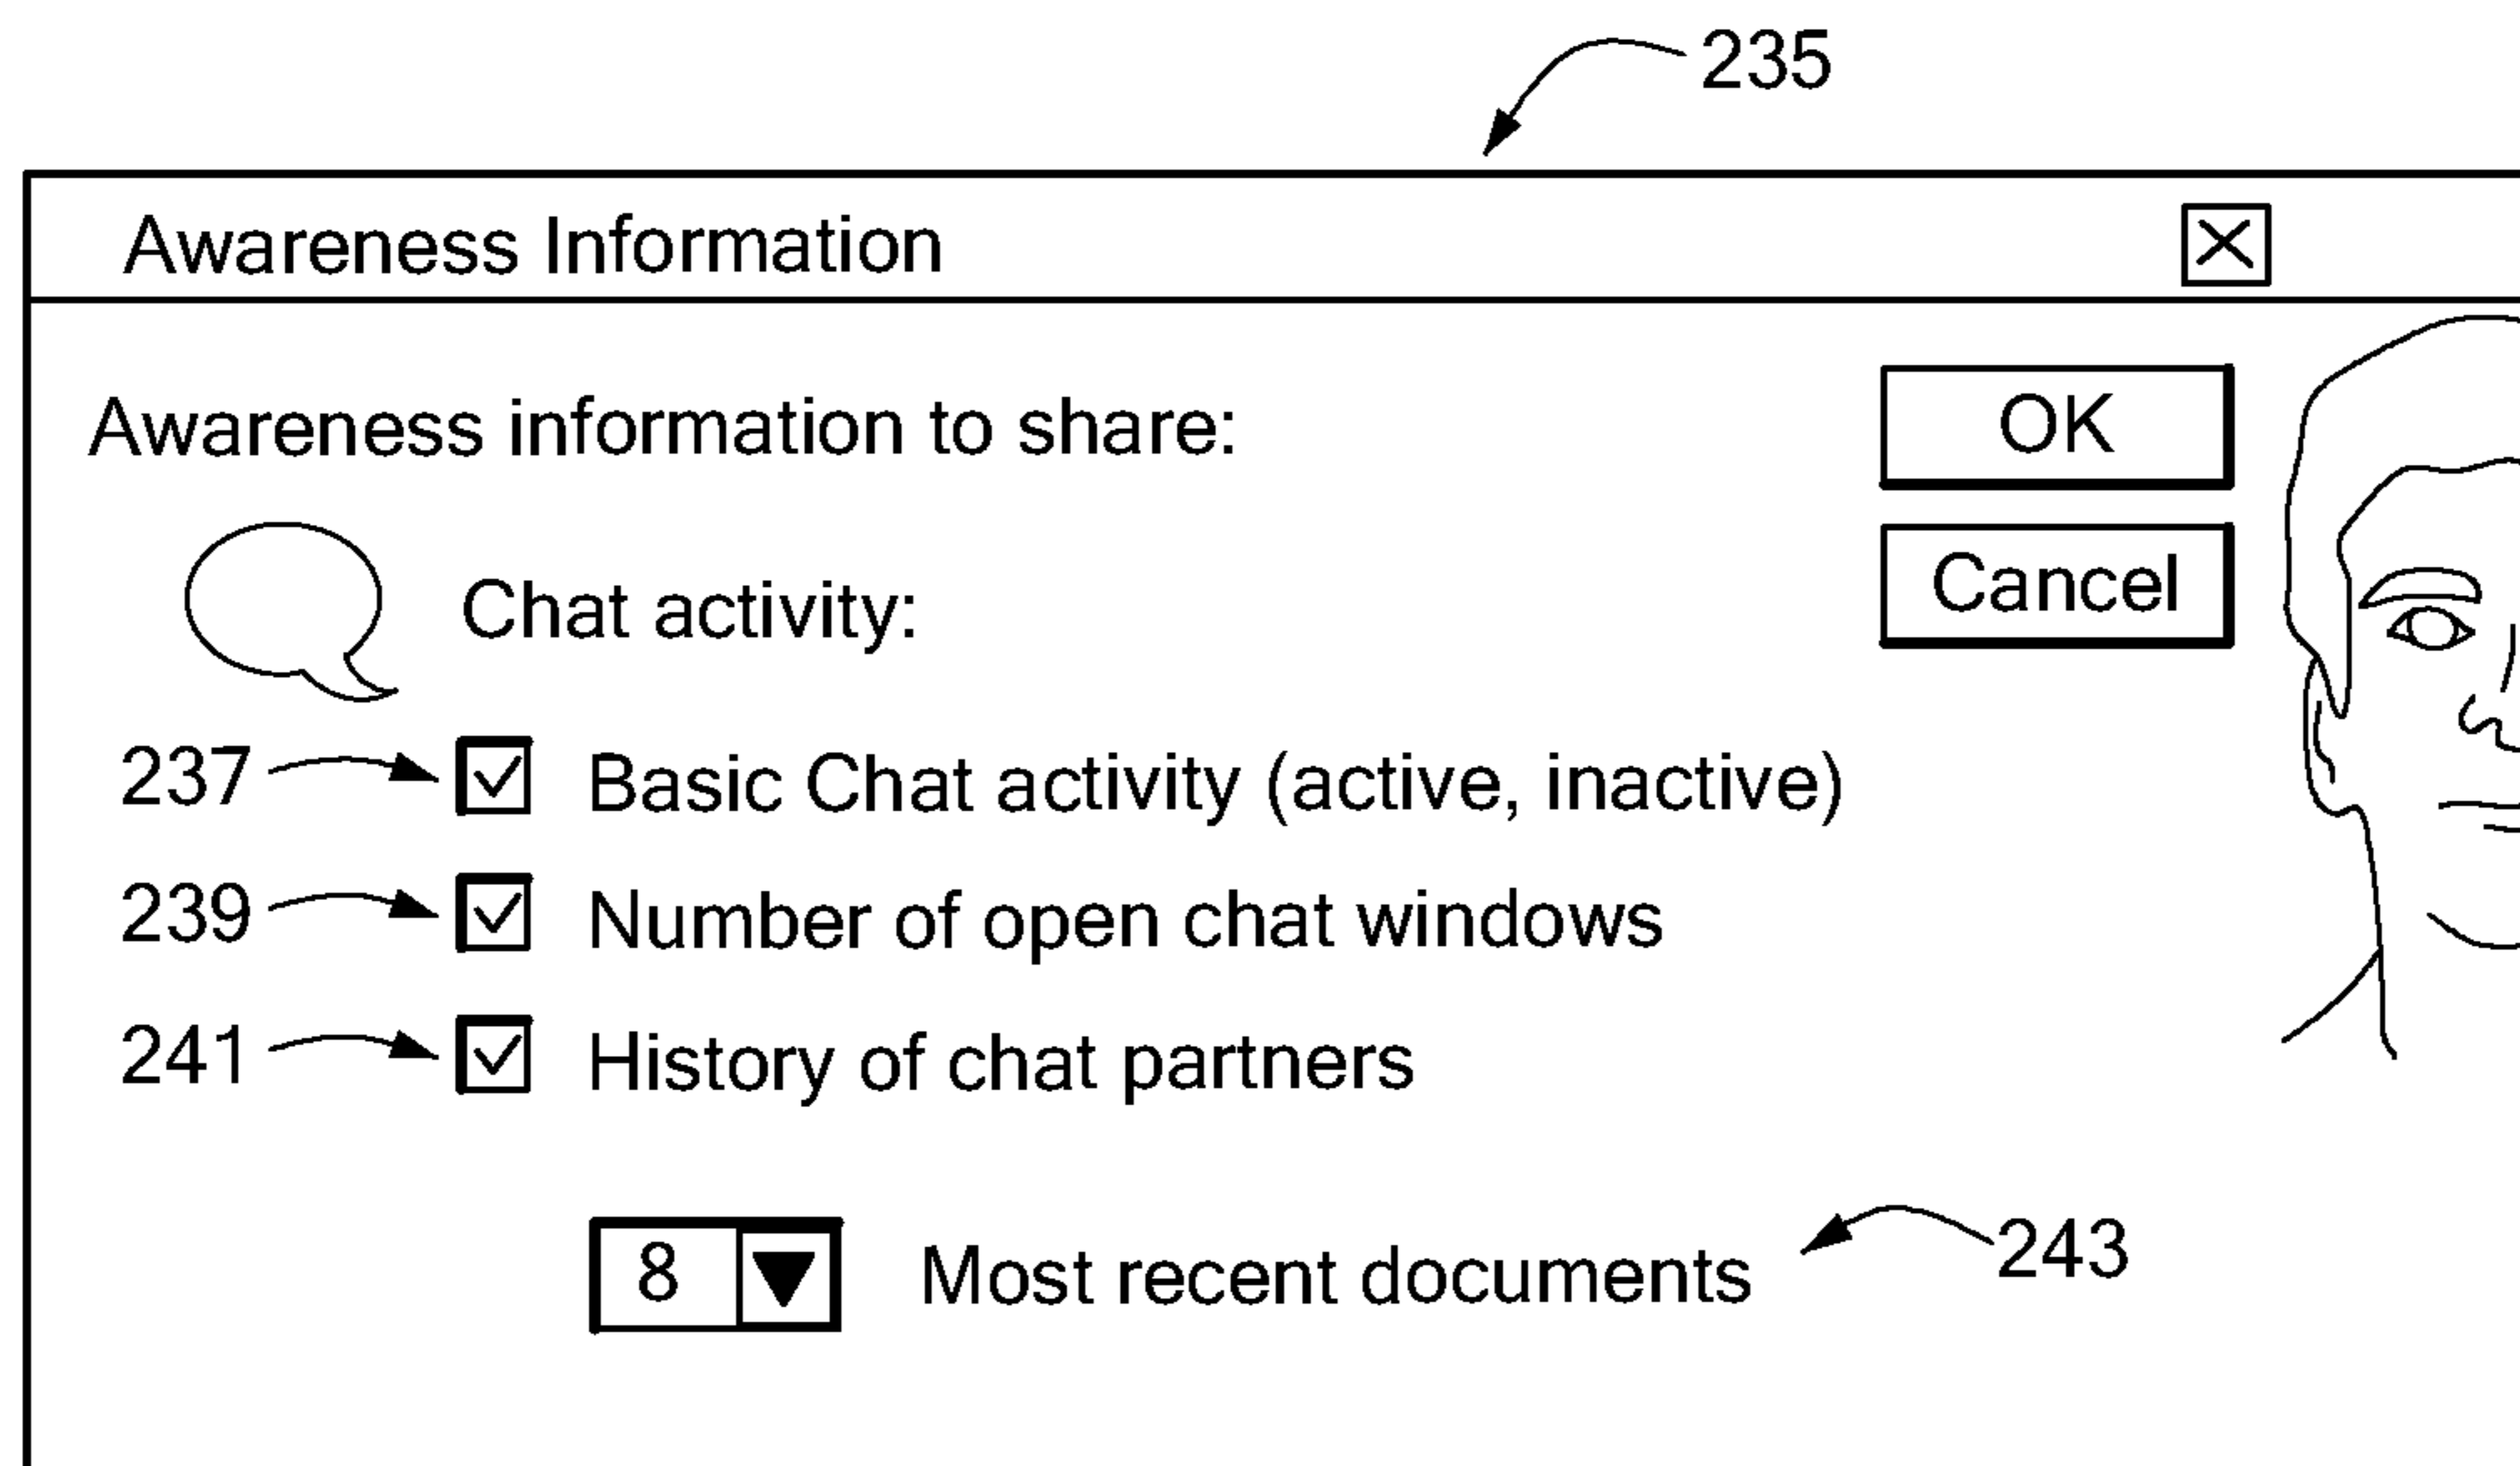 235
Awareness Information
Awareness information to share:
OK
Cancel
Chat activity:
237 Basic Chat activity (active, inactive)
239 Number of open chat windows
241 History of chat partners
8 Most recent documents 243